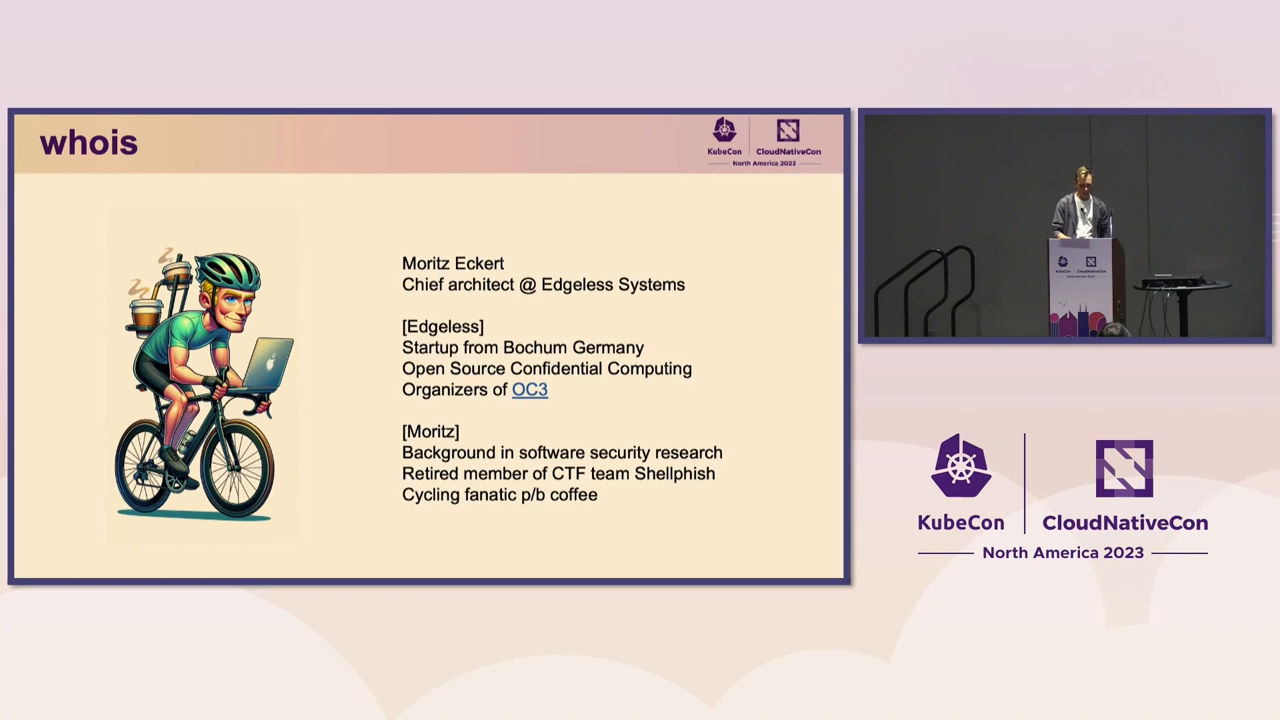 whois
KubeCon
CloudNativeCon
North America 2023
Moritz Eckert
Chief architect @ Edgeless Systems
[Edgeless]
Startup from Bochum Germany
Open Source Confidential Computing
Organizers of OC3
[Moritz]
Background in software security research
Retired member of CTF team Shellphish
Cycling fanatic p/b coffee
KubeCon
CloudNativeCon
North America 2023